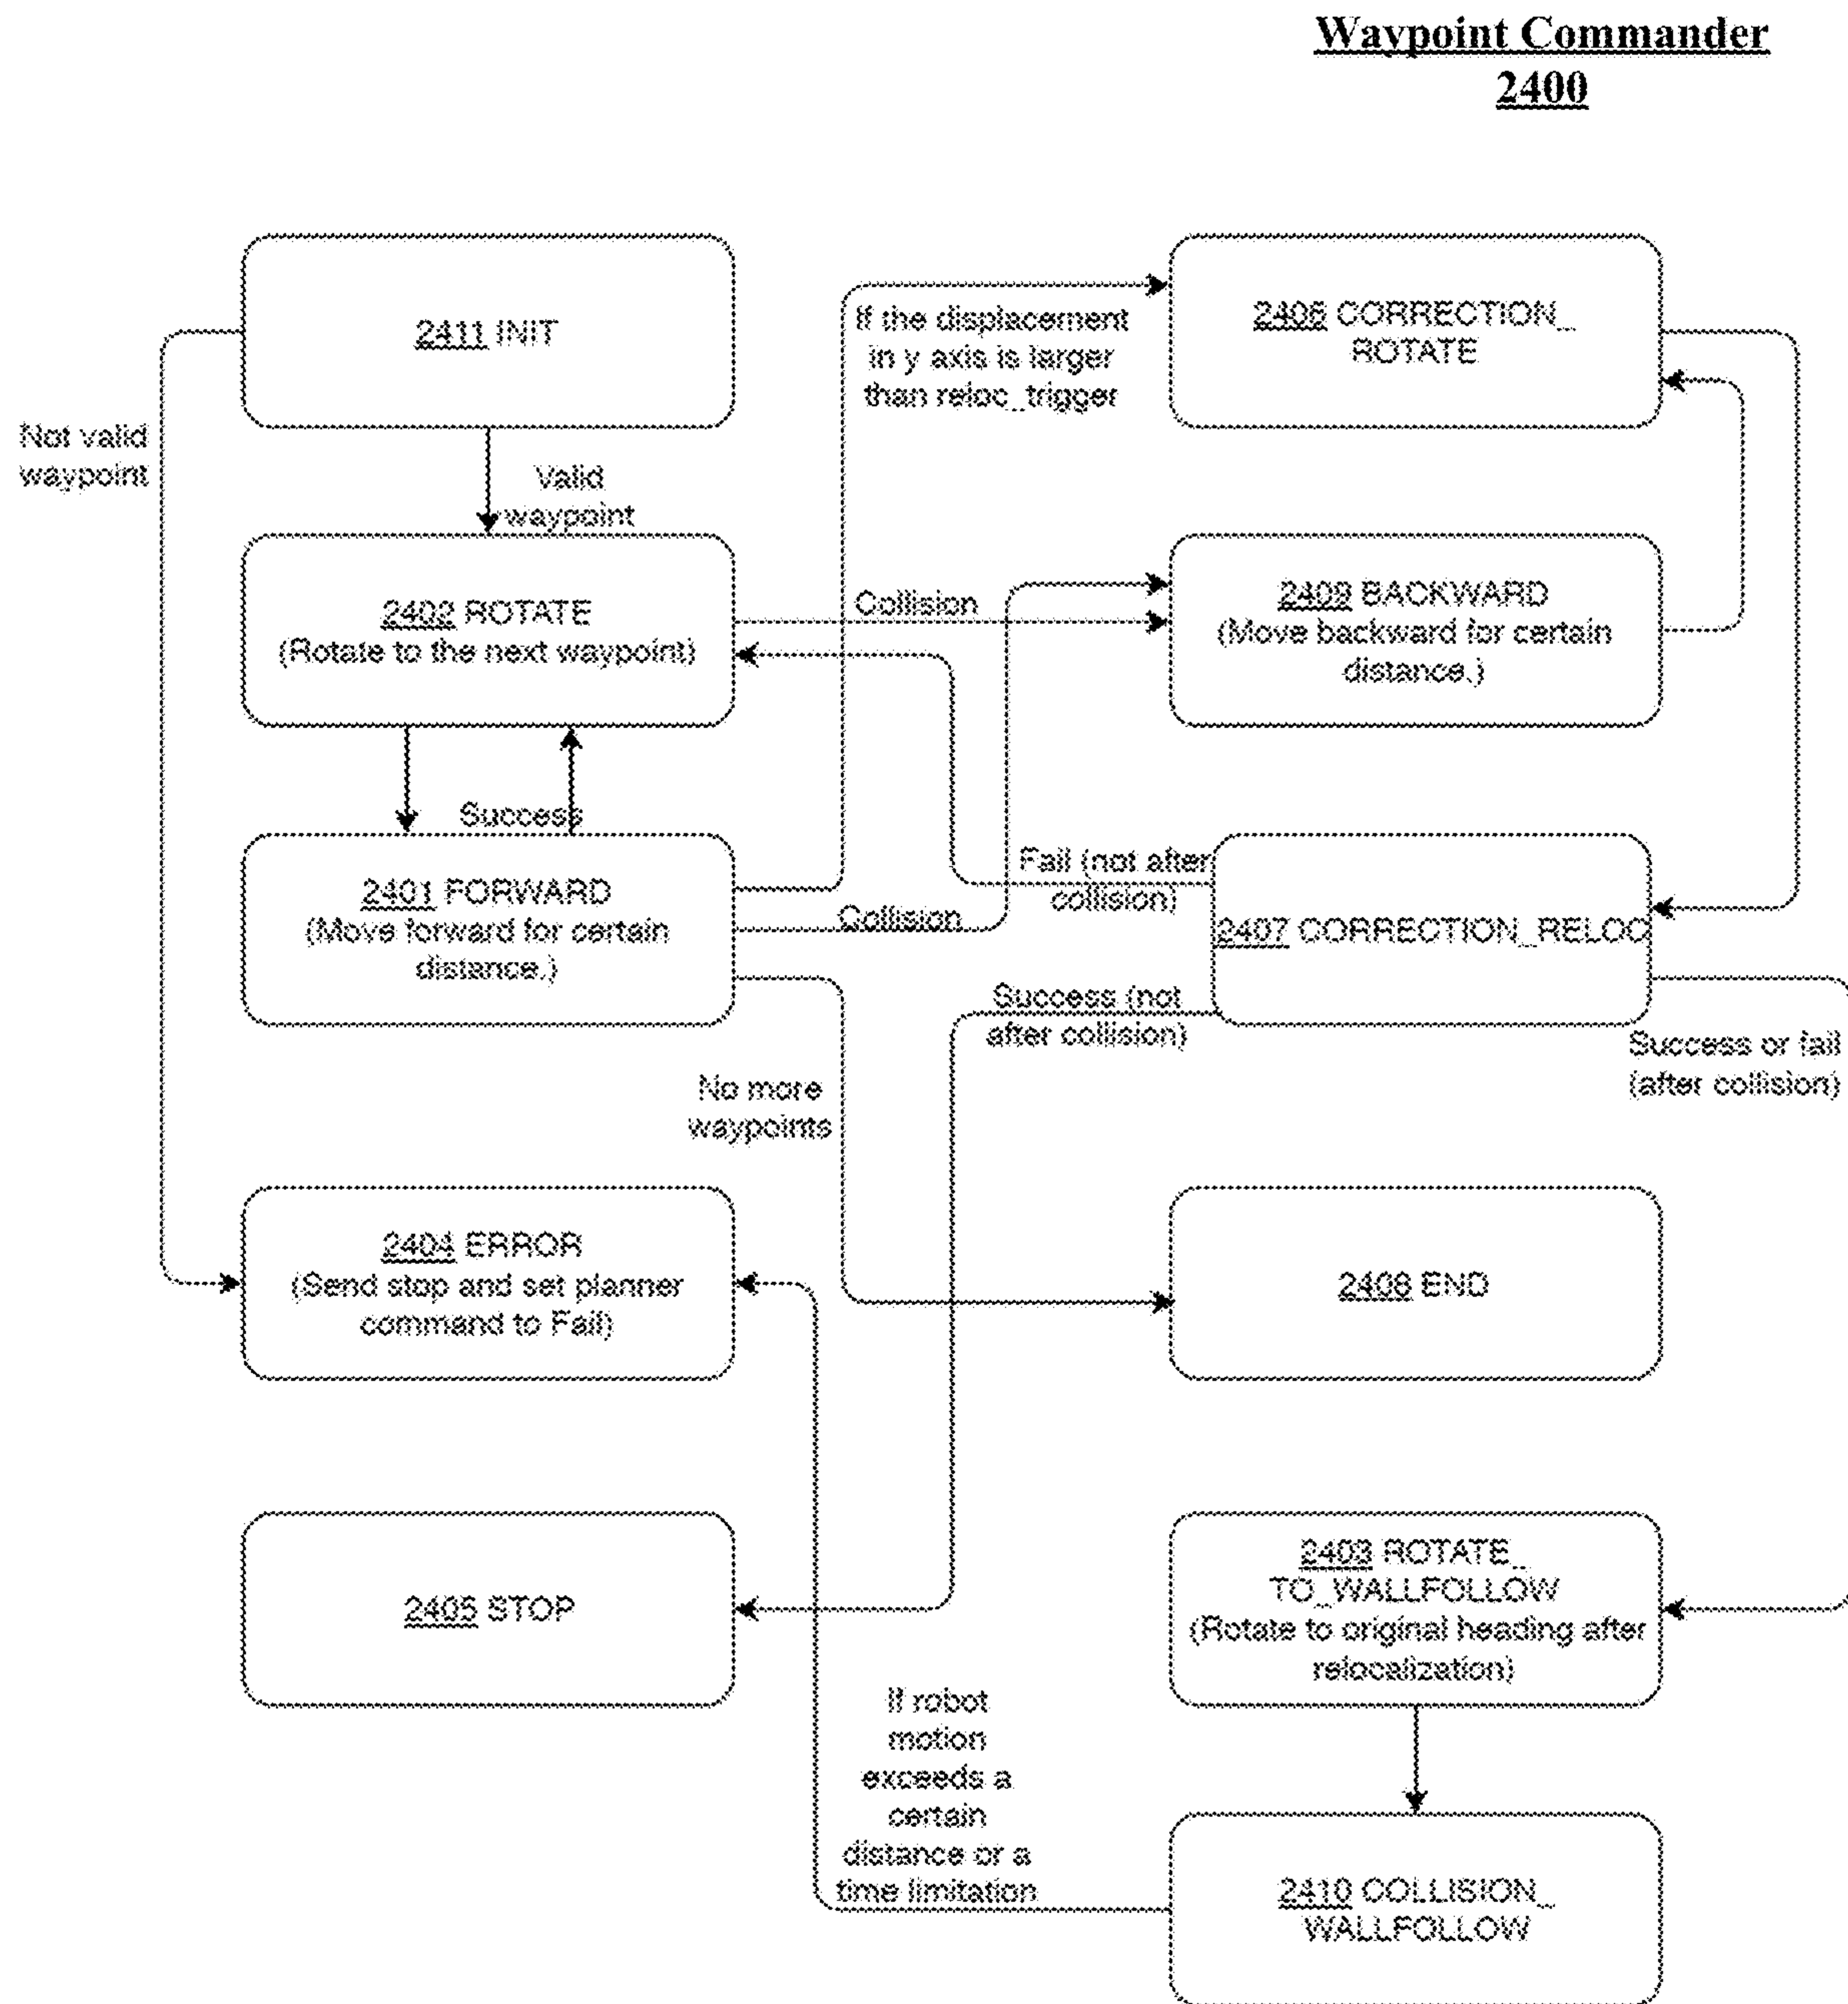 Waypoint Commander
2400
2411 INIT
If the displacement
in y axis is larger
than reloc_trigger
2406 CORRECTION_
ROTATE
Not valid
waypoint
Valid
waypoint
2402 ROTATE
(Rotate to the next waypoint)
Collision
2409 BACKWARD
(Move backward for certain
distance.)
Success
2401 FORWARD
(Move forward for certain
distance.)
Collision
Fail (not after
collision)
2407 CORRECTION_RELOC
Success (not
after collision)
Success or fail
(after collision)
No more
waypoints
2404 ERROR
(Send stop and set planner
command to Fail)
2408 END
2405 STOP
2403 ROTATE_
TO_WALLFOLLOW
(Rotate to original heading after
relocalization)
If robot
motion
exceeds a
certain
distance or a
time limitation
2410 COLLISION_
WALLFOLLOW